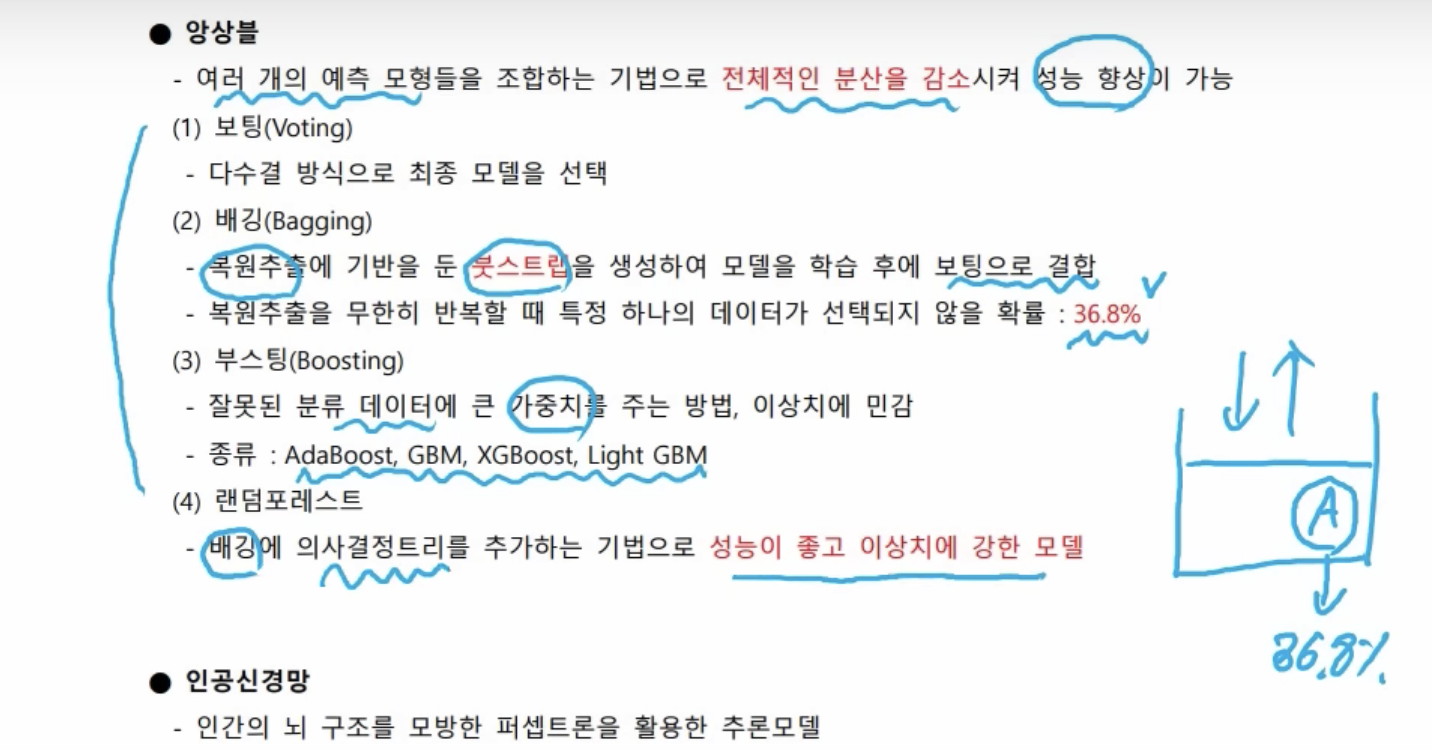 ● 앙상블
- 여러 개의 예측 모형들을 조합하는 기법으로 전체적인 분산을 감소시켜 성능 향상이 가능
(1) 보팅(Voting)
- 다수결 방식으로 최종 모델을 선택
(2) 배깅(Bagging)
- 복원추출에 기반을 둔 붓스트랩을 생성하여 모델을 학습 후에 보팅으로 결합
- 복원추출을 무한히 반복할 때 특정 하나의 데이터가 선택되지 않을 확률 : 36.8%
(3) 부스팅(Boosting)
- 잘못된 분류 데이터에 큰 가중치를 주는 방법, 이상치에 민감
- 종류 : AdaBoost, GBM, XGBoost, Light GBM
(4) 랜덤포레스트
- 배깅에 의사결정트리를 추가하는 기법으로 성능이 좋고 이상치에 강한 모델
A
36.8%
● 인공신경망
- 인간의 뇌 구조를 모방한 퍼셉트론을 활용한 추론모델